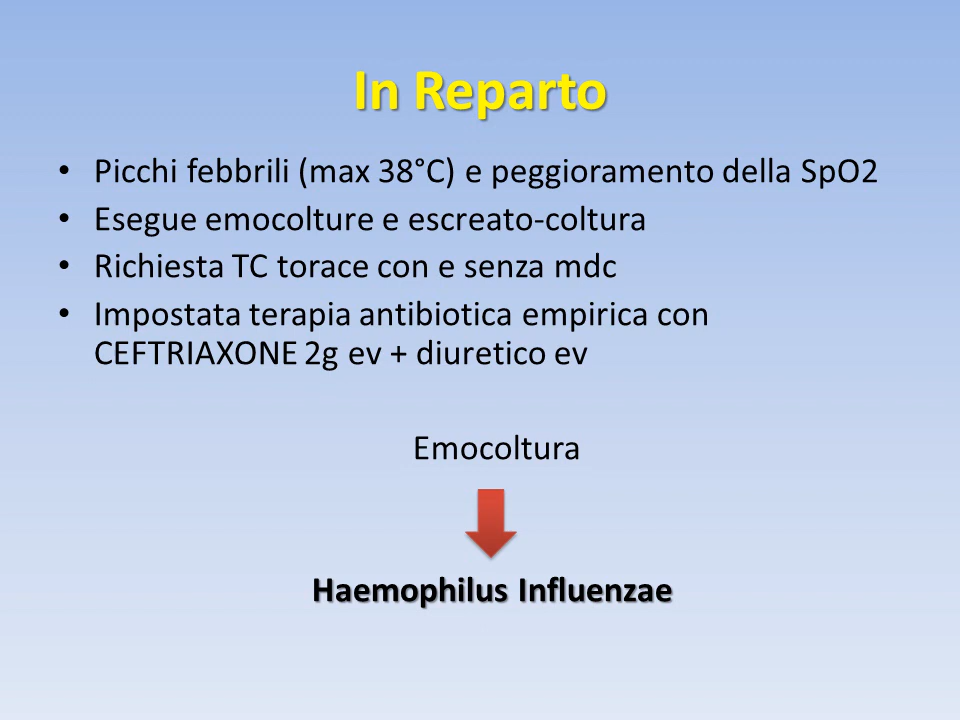 In Reparto
• Picchi febbrili (max 38°C) e peggioramento della SpO2
• Esegue emocolture e escreato-coltura
• Richiesta TC torace con e senza mdc
• Impostata terapia antibiotica empirica con
CEFTRIAXONE 2g ev + diuretico ev
Emocoltura
Haemophilus Influenzae